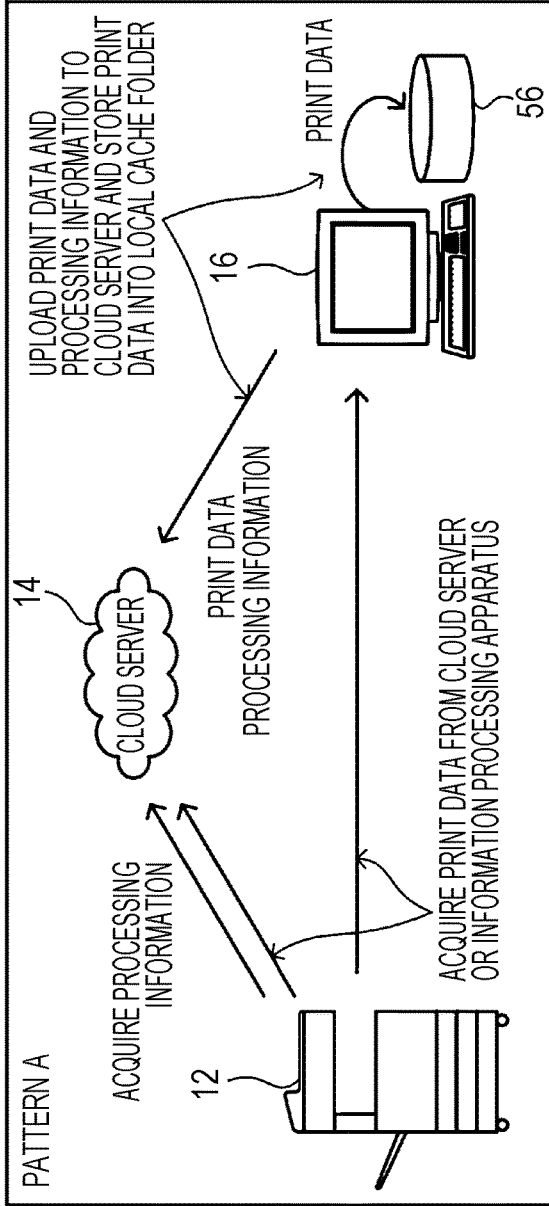 PATTERN A
UPLOAD PRINT DATA AND
PROCESSING INFORMATION TO
CLOUD SERVER AND STORE PRINT
DATA INTO LOCAL CACHE FOLDER
14
CLOUD SERVER
ACQUIRE PROCESSING
INFORMATION
PRINT DATA
PROCESSING INFORMATION
16
PRINT DATA
12
56
ACQUIRE PRINT DATA FROM CLOUD SERVER
OR INFORMATION PROCESSING APPARATUS